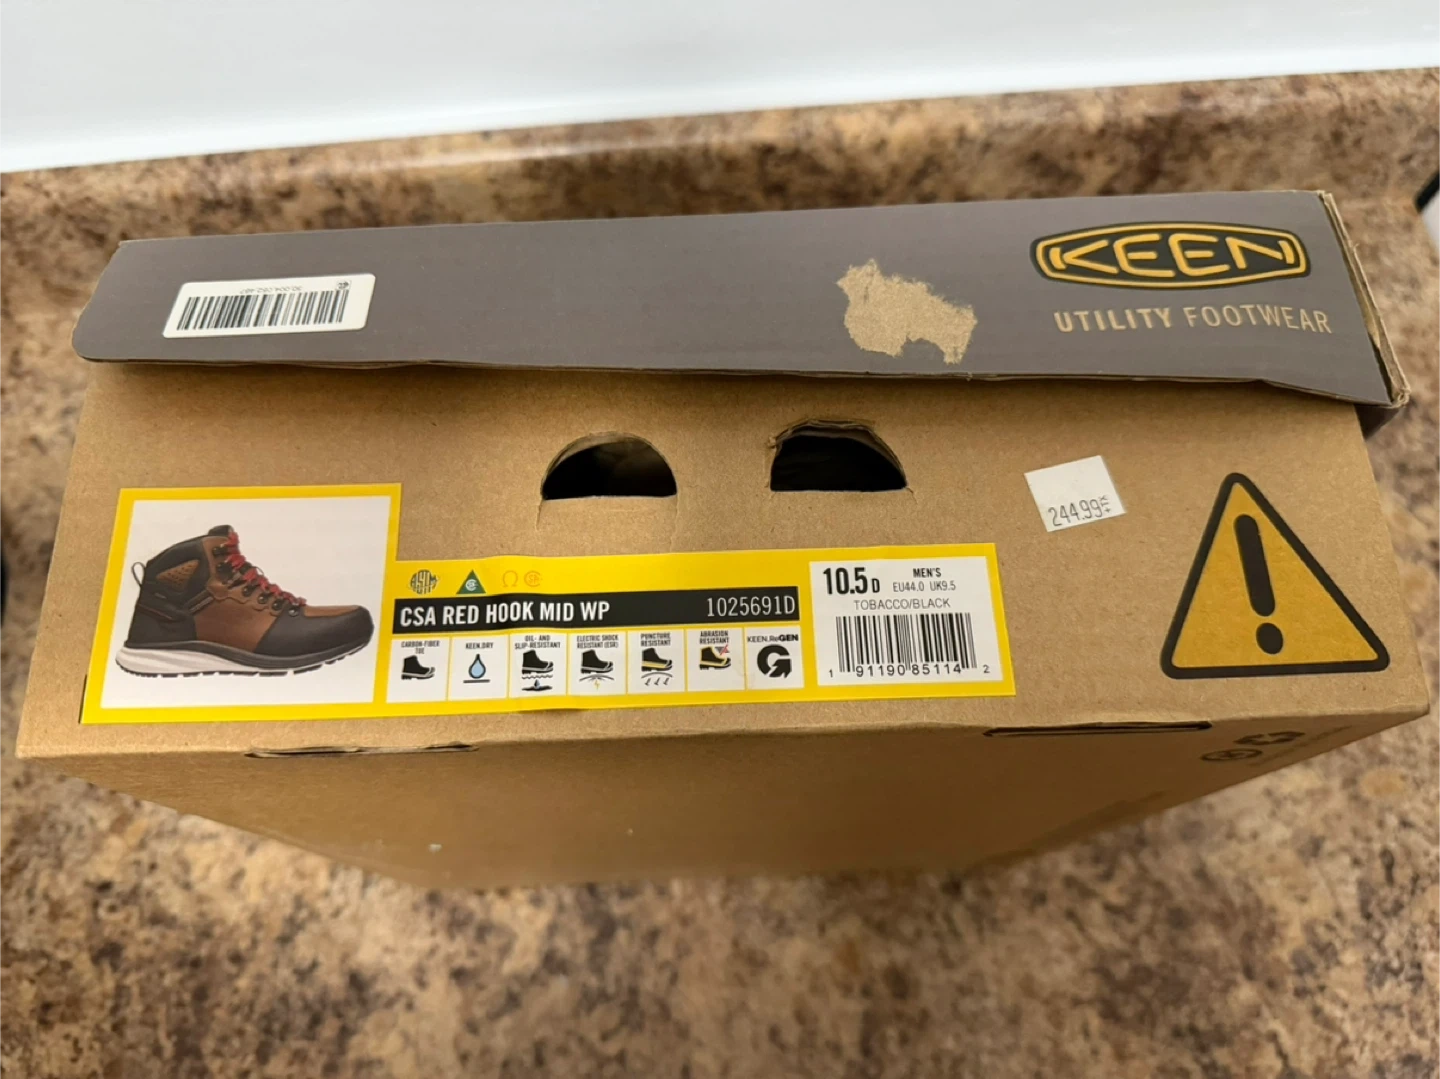 KEEN
UTILITY FOOTWEAR
244.99
ASTM
CSA RED HOOK MID WP 1025691D
CARBON-FIBER
TOE
KEEN.DRY
OIL- AND
SLIP-RESISTANT
ELECTRIC SHOCK
RESISTANT (ESR)
PUNCTURE
RESISTANT
ABRASION
RESISTANT
KEEN.ReGEN
10.5 D MEN'S
EU44.0 UK9.5
TOBACCO/BLACK
1 91190 85114 2